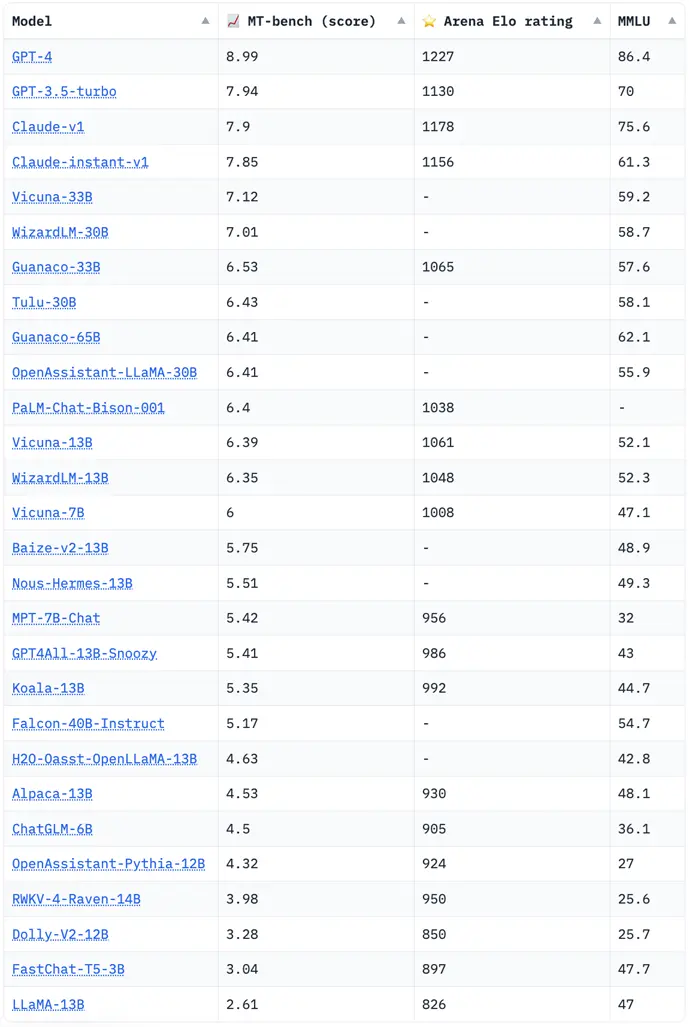 Model ▲ 📈 MT-bench (score) ▲ ⭐ Arena Elo rating ▲ MMLU ▲
GPT-4 8.99 1227 86.4
GPT-3.5-turbo 7.94 1130 70
Claude-v1 7.9 1178 75.6
Claude-instant-v1 7.85 1156 61.3
Vicuna-33B 7.12 - 59.2
WizardLM-30B 7.01 - 58.7
Guanaco-33B 6.53 1065 57.6
Tulu-30B 6.43 - 58.1
Guanaco-65B 6.41 - 62.1
OpenAssistant-LLaMA-30B 6.41 - 55.9
PaLM-Chat-Bison-001 6.4 1038 -
Vicuna-13B 6.39 1061 52.1
WizardLM-13B 6.35 1048 52.3
Vicuna-7B 6 1008 47.1
Baize-v2-13B 5.75 - 48.9
Nous-Hermes-13B 5.51 - 49.3
MPT-7B-Chat 5.42 956 32
GPT4All-13B-Snoozy 5.41 986 43
Koala-13B 5.35 992 44.7
Falcon-40B-Instruct 5.17 - 54.7
H2O-Oasst-OpenLLaMA-13B 4.63 - 42.8
Alpaca-13B 4.53 930 48.1
ChatGLM-6B 4.5 905 36.1
OpenAssistant-Pythia-12B 4.32 924 27
RWKV-4-Raven-14B 3.98 950 25.6
Dolly-V2-12B 3.28 850 25.7
FastChat-T5-3B 3.04 897 47.7
LLaMA-13B 2.61 826 47